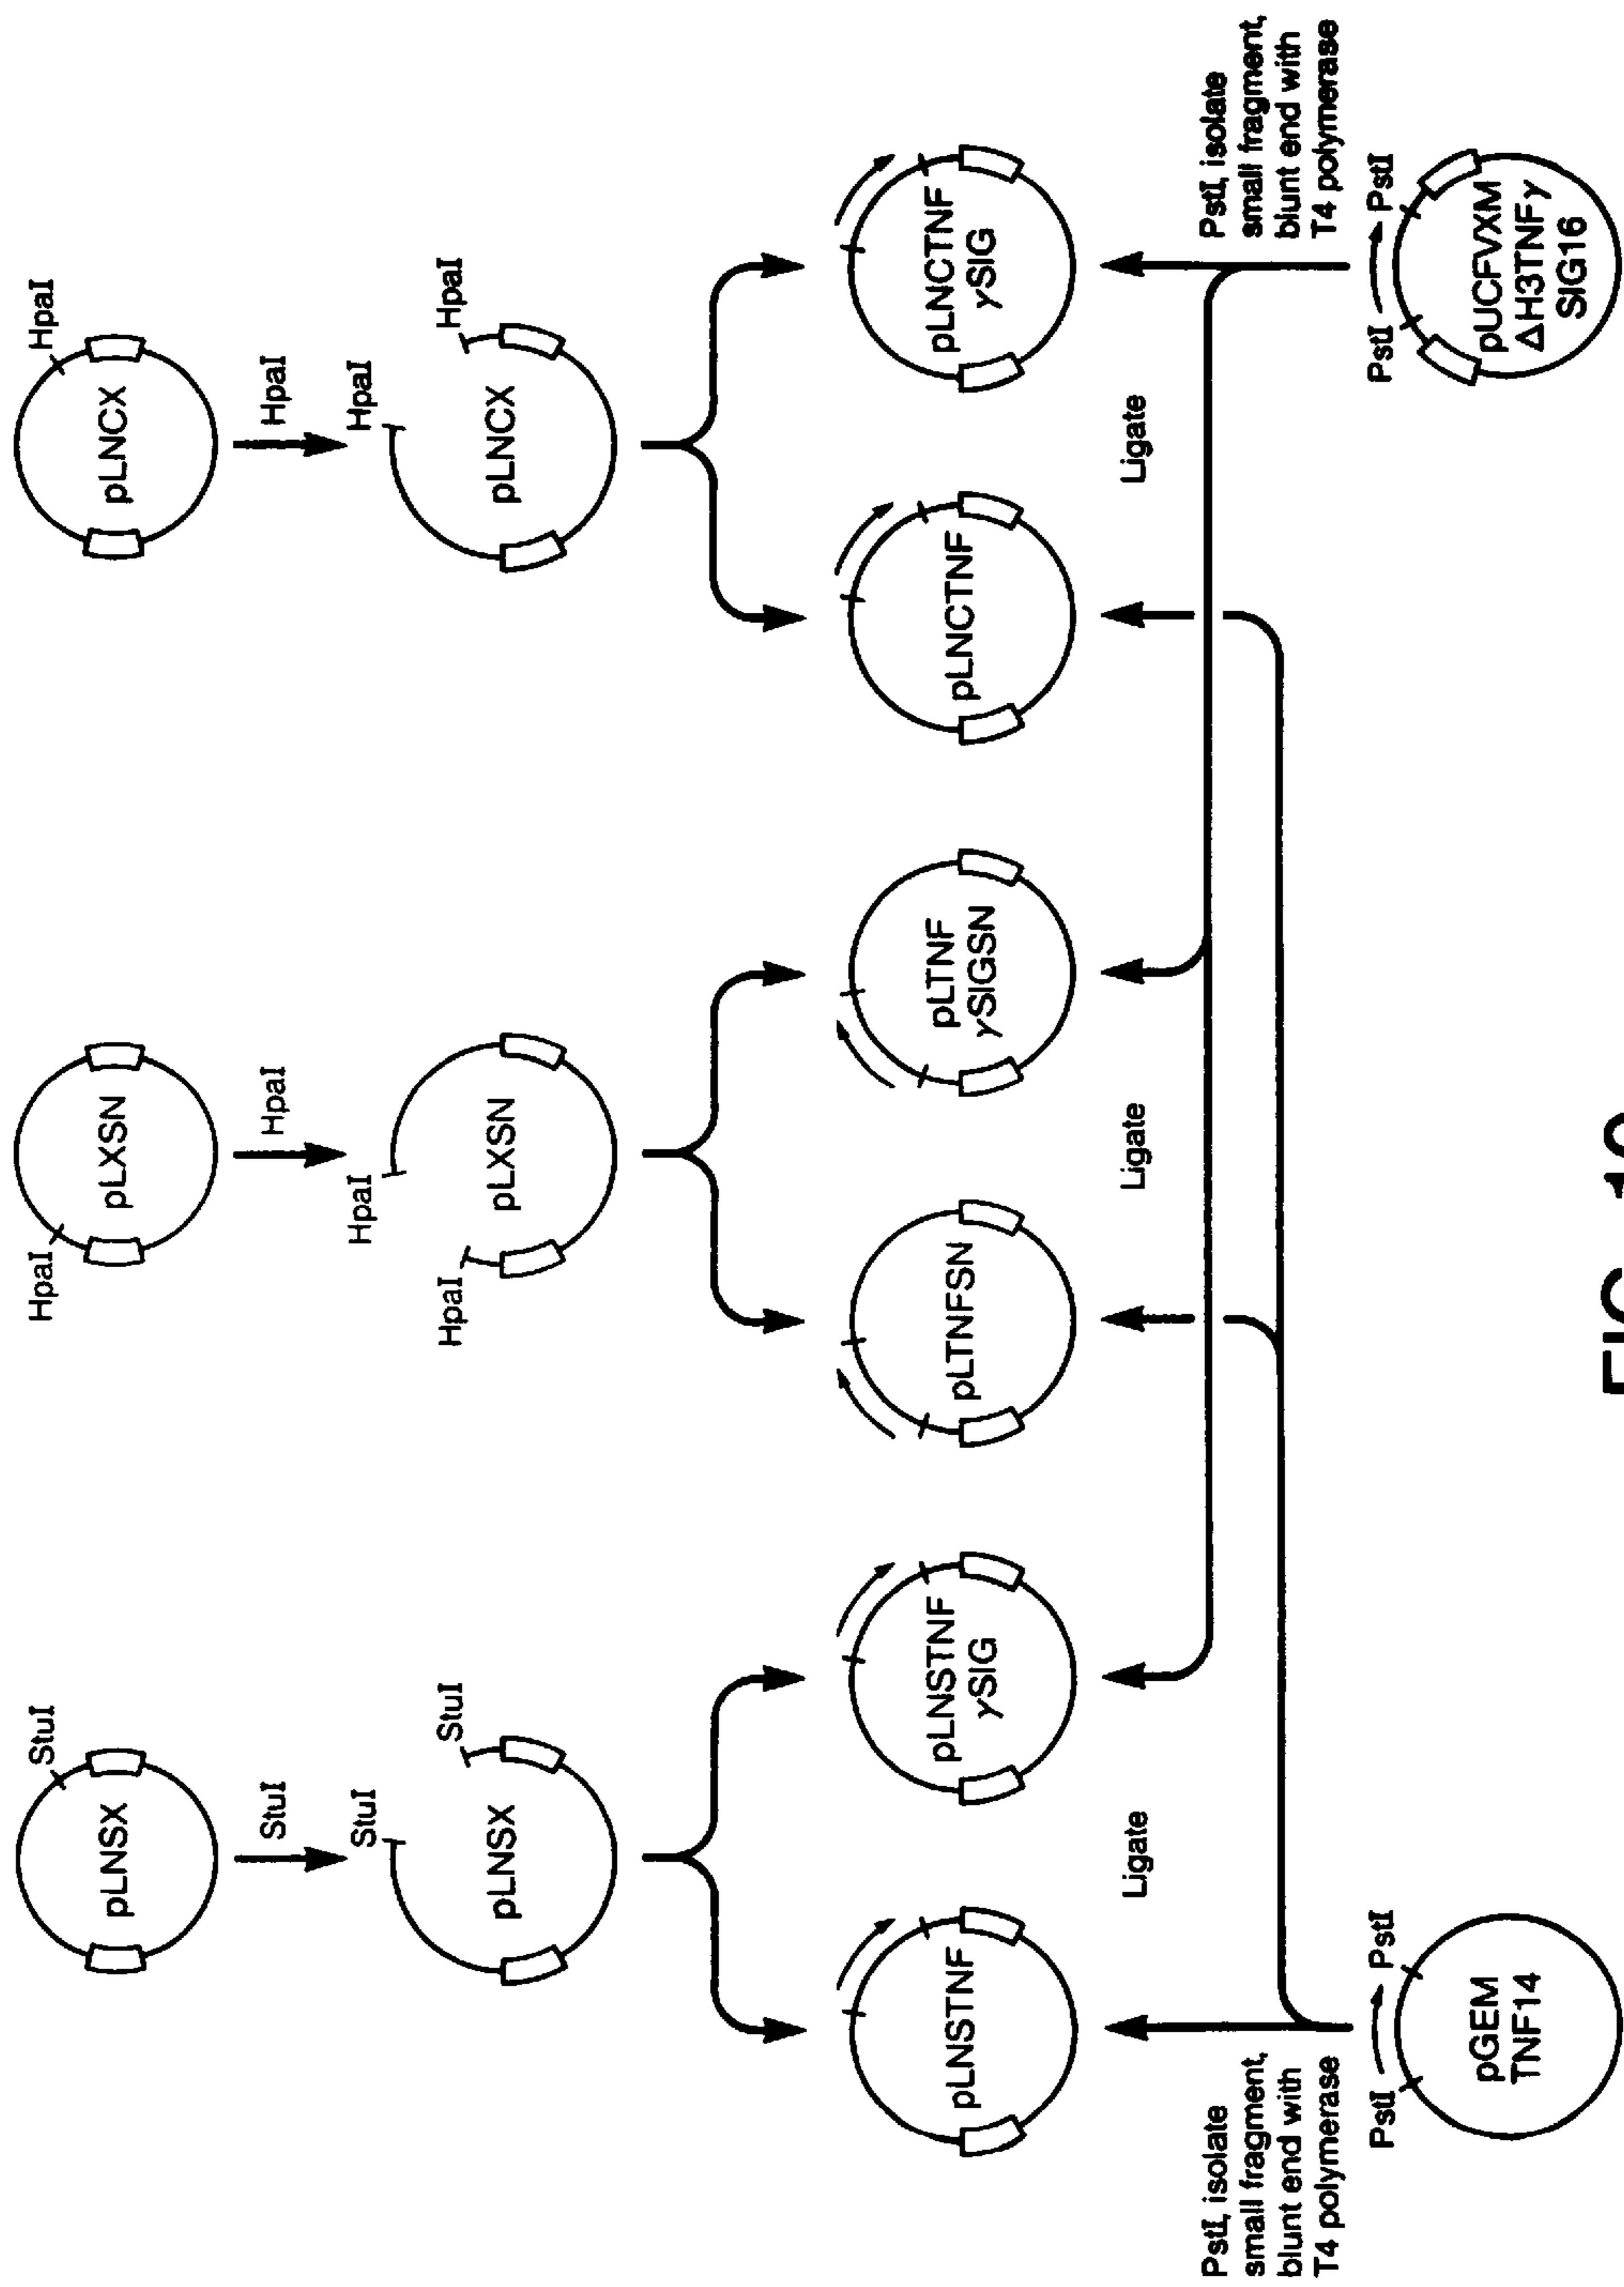 StuI
pLNSX
HpaI
pLXSN
HpaI
pLNCX
StuI
HpaI
HpaI
StuI
StuI
pLNSX
HpaI
HpaI
pLXSN
HpaI
HpaI
pLNCX
pLNSTNF
pLNSTNF
γSIG
pLTNFSN
pLTNF
γSIGSN
pLNCTNF
pLNCTNF
γSIG
Ligate
Ligate
Ligate
PstI, isolate
small fragment,
blunt end with
T4 polymerase
PstI, isolate
small fragment,
blunt end with
T4 polymerase
PstI
PstI
pGEM
TNF14
PstI
PstI
pUCFVXM
ΔH3TNFγ
SIG16